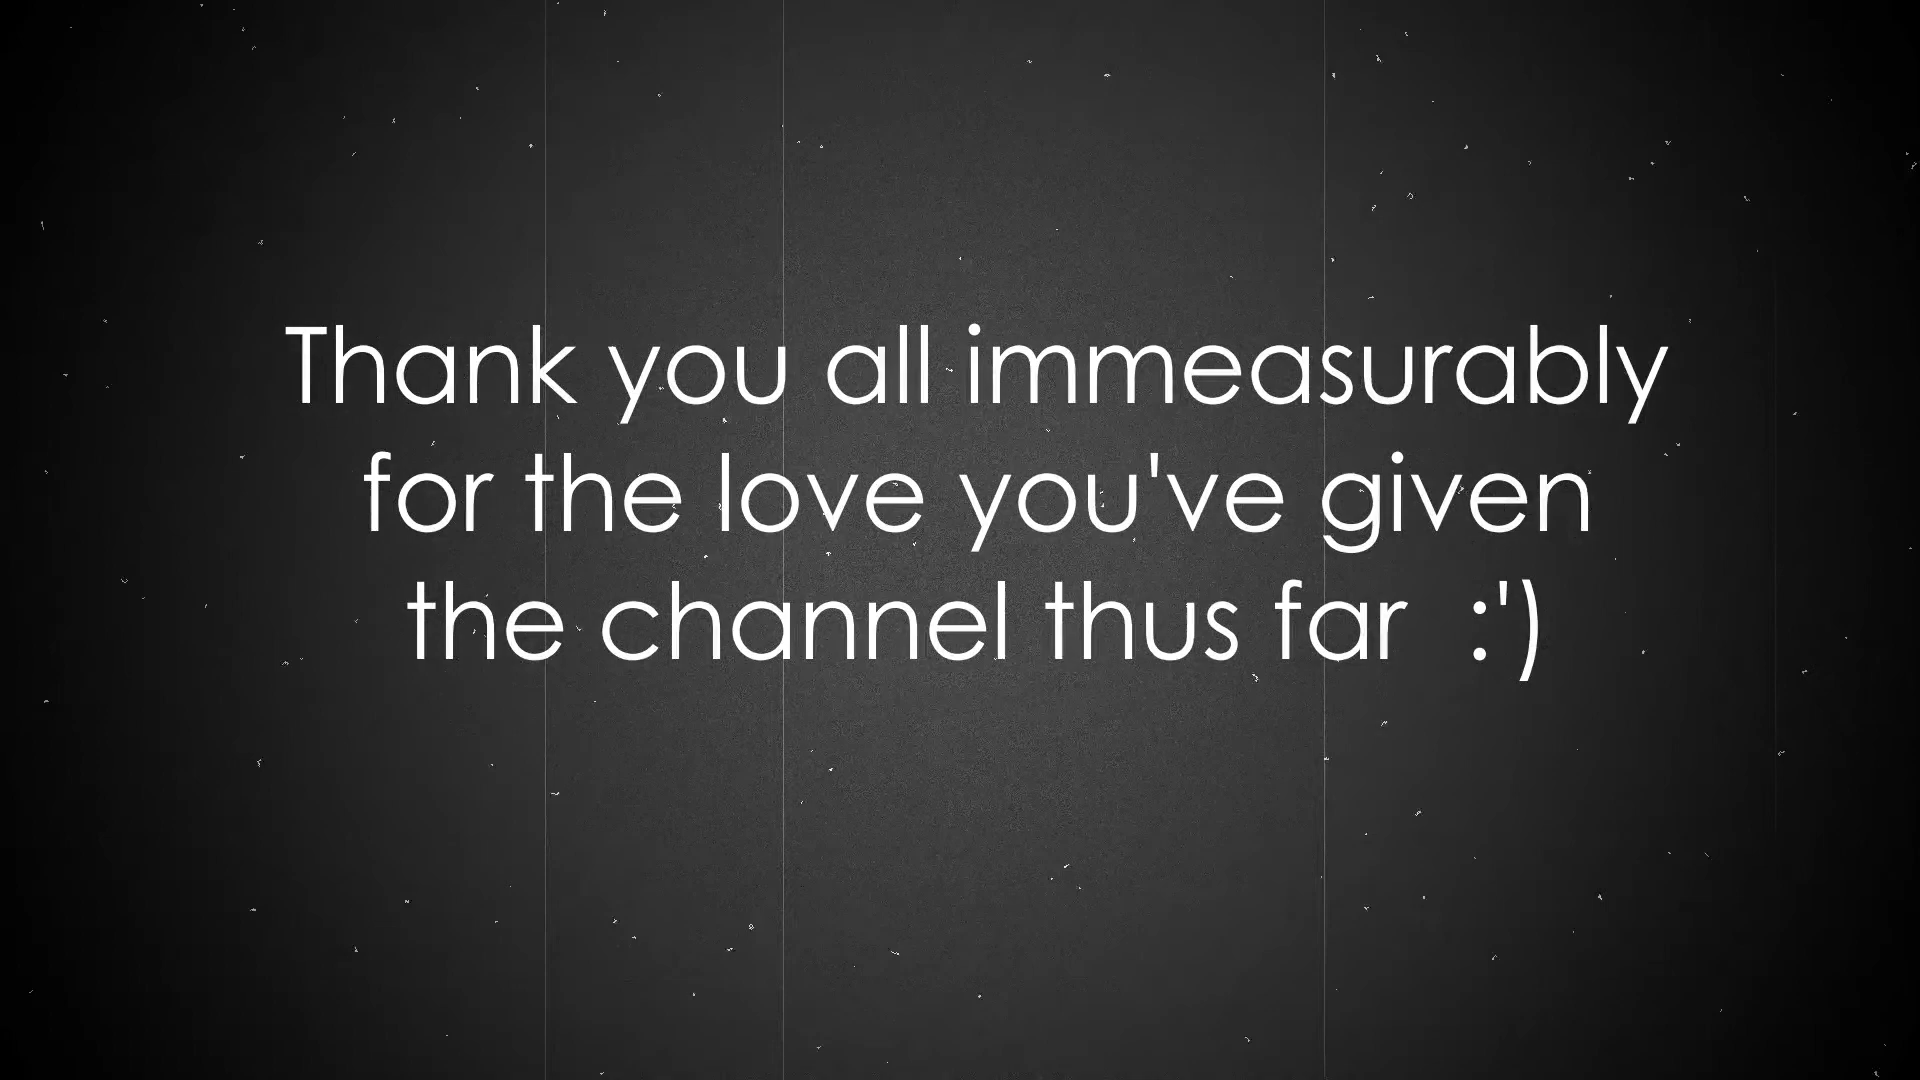 Thank you all immeasurably
for the love you've given
the channel thus far  :')